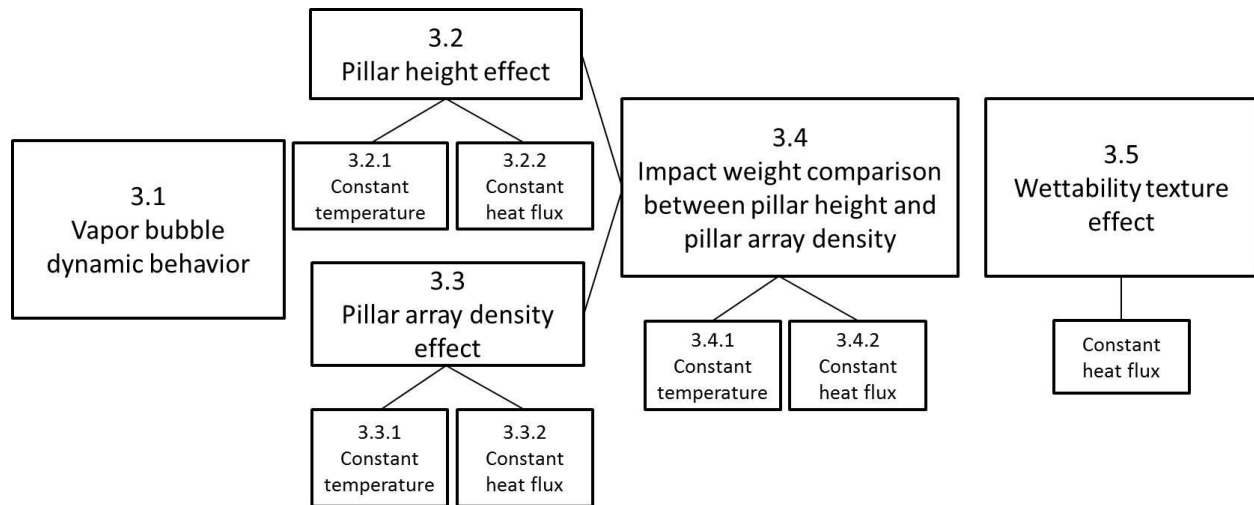 3.1
Vapor bubble
dynamic behavior
3.2
Pillar height effect
3.2.1
Constant
temperature
3.2.2
Constant
heat flux
3.3
Pillar array density
effect
3.3.1
Constant
temperature
3.3.2
Constant
heat flux
3.4
Impact weight comparison
between pillar height and
pillar array density
3.4.1
Constant
temperature
3.4.2
Constant
heat flux
3.5
Wettability texture
effect
Constant
heat flux